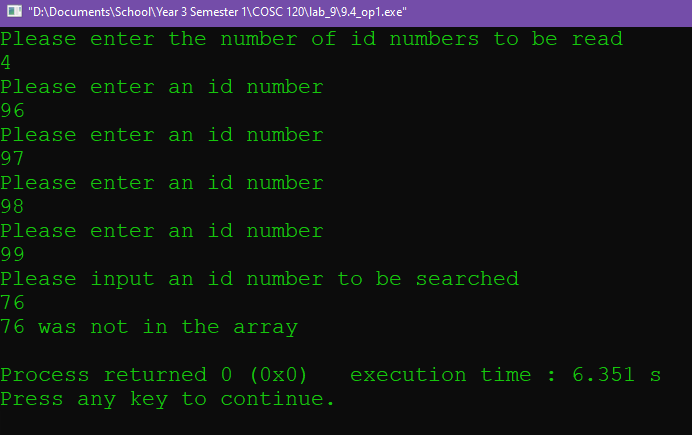 "D:\Documents\School\Year 3 Semester 1\COSC 120\lab_9\9.4_op1.exe"
Please enter the number of id numbers to be read
4
Please enter an id number
96
Please enter an id number
97
Please enter an id number
98
Please enter an id number
99
Please input an id number to be searched
76
76 was not in the array
Process returned 0 (0x0)   execution time : 6.351 s
Press any key to continue.